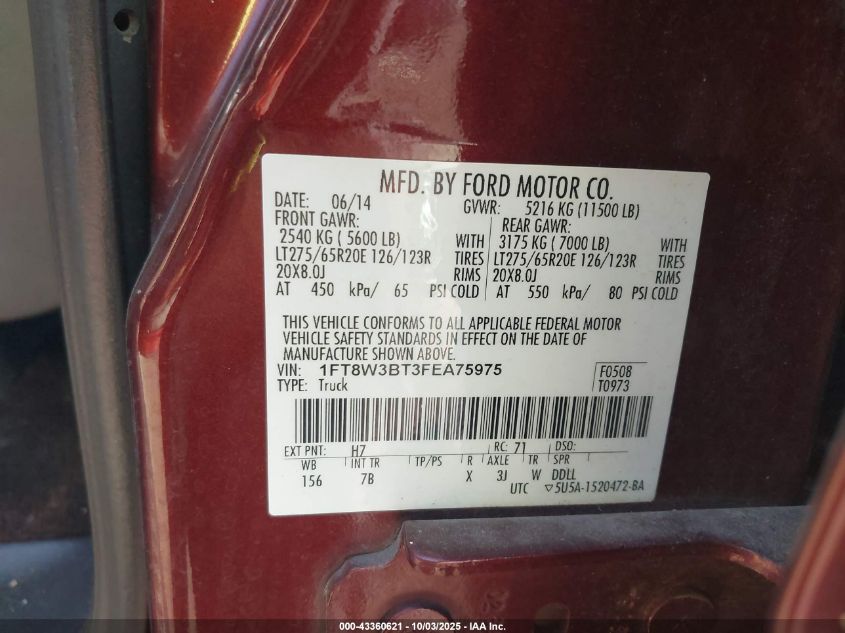 MFD. BY FORD MOTOR CO.
DATE: 06/14 GVWR: 5216 KG (11500 LB)
FRONT GAWR: REAR GAWR:
2540 KG ( 5600 LB) WITH 3175 KG ( 7000 LB) WITH
LT275/65R20E 126/123R TIRES LT275/65R20E 126/123R TIRES
20X8.0J RIMS 20X8.0J RIMS
AT 450 kPa/ 65 PSI COLD AT 550 kPa/ 80 PSI COLD
THIS VEHICLE CONFORMS TO ALL APPLICABLE FEDERAL MOTOR
VEHICLE SAFETY STANDARDS IN EFFECT ON THE DATE OF
MANUFACTURE SHOWN ABOVE.
VIN: 1FT8W3BT3FEA75975 F0508
TYPE: Truck T0973
EXT PNT: H7 RC: 71 DSO:
WB INT TR TP/PS R AXLE TR SPR
156 7B X 3J W DDLL
UTC ▽5U5A-1520472-BA
000-43360621 - 10/03/2025 - IAA Inc.